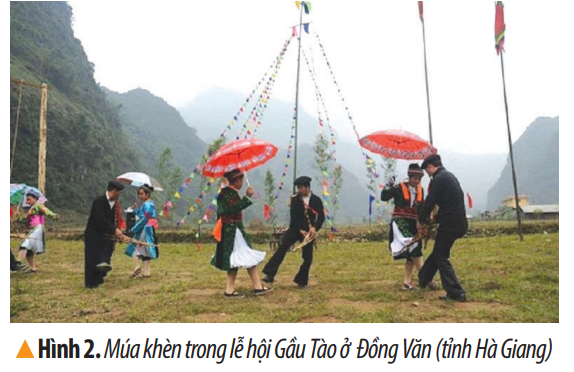 ▲ Hình 2. Múa khèn trong lễ hội Gầu Tào ở Đồng Văn (tỉnh Hà Giang)